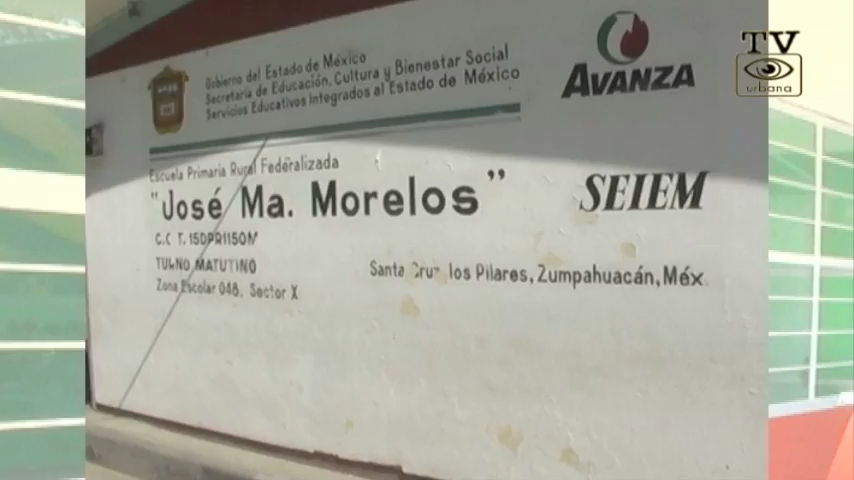 TV
urbana
Gobierno del Estado de México
Secretaría de Educación, Cultura y Bienestar Social
Servicios Educativos Integrados al Estado de México
AVANZA
Escuela Primaria Rural Federalizada
"José Ma. Morelos"
SEIEM
C.C T. 15DPR1150M
TURNO MATUTINO
Santa Cruz los Pilares, Zumpahuacán, Méx.
Zona Escolar 048, Sector X